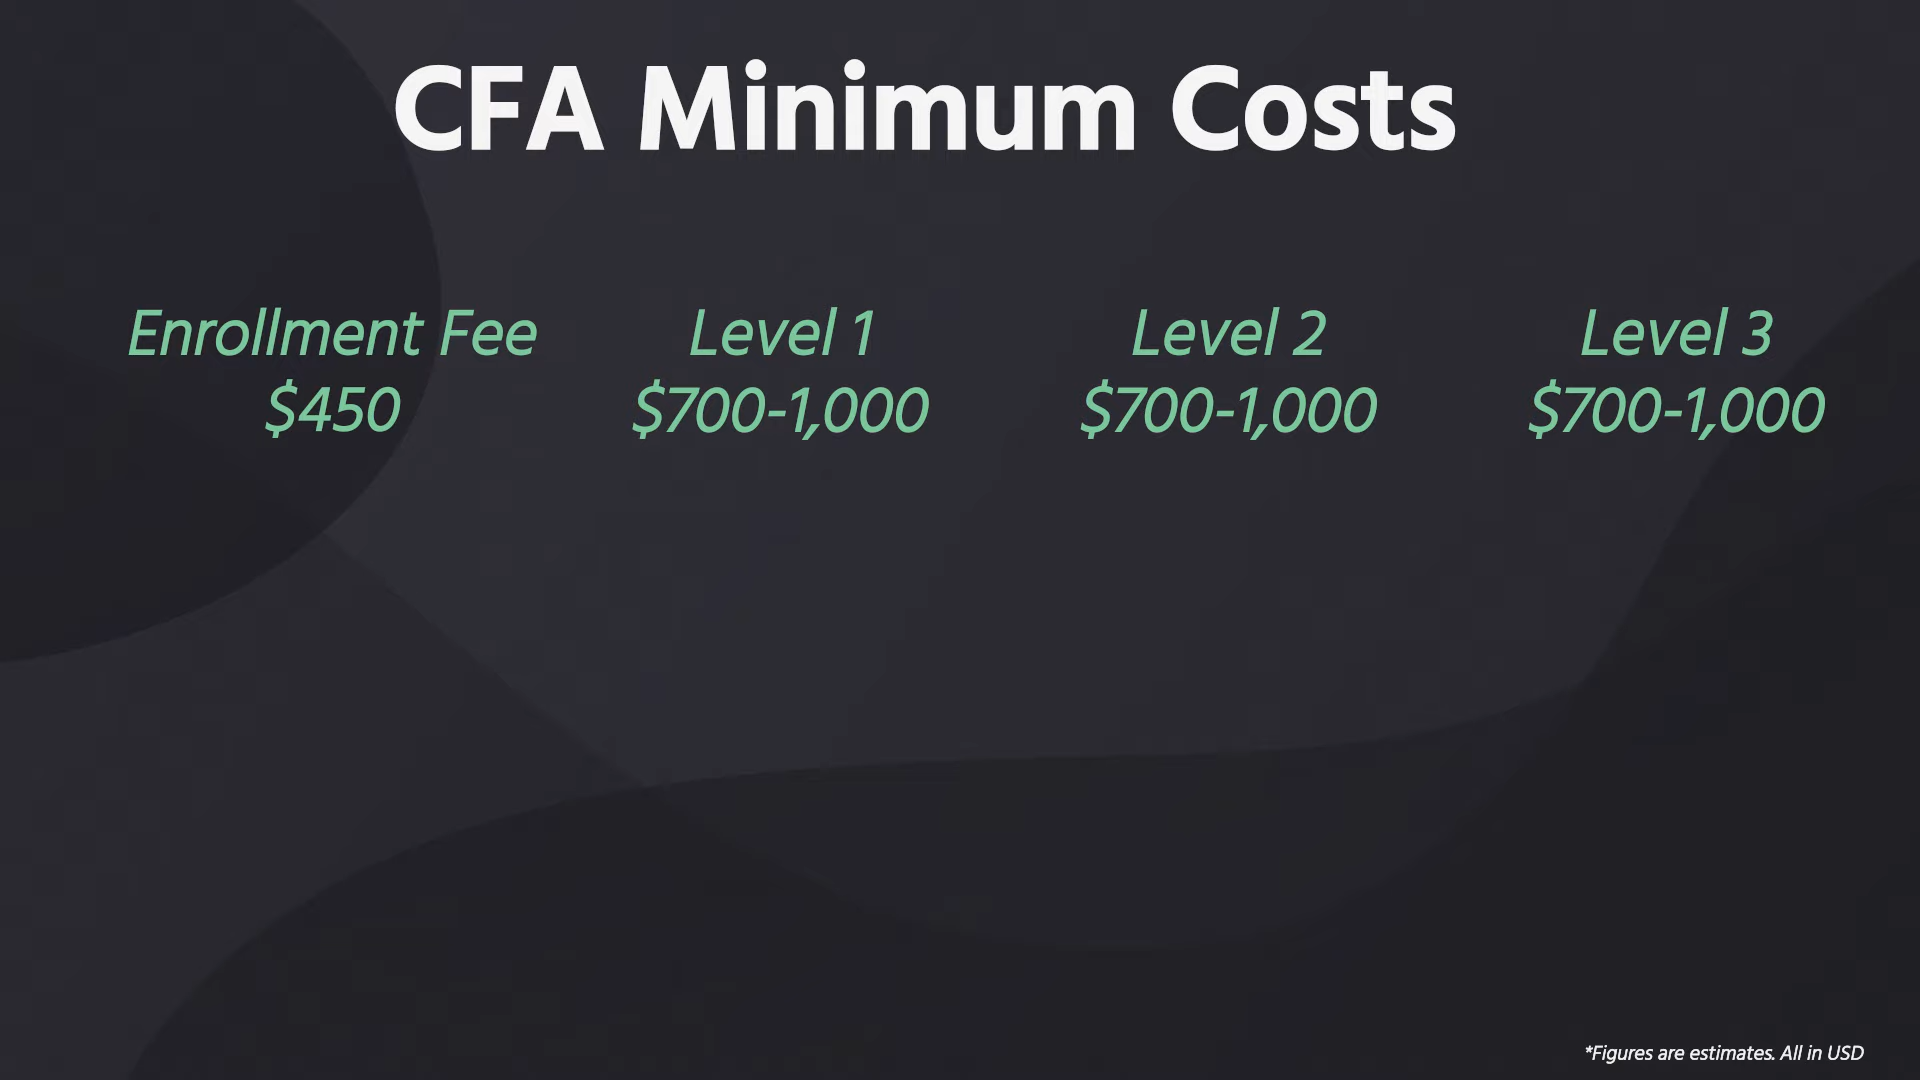 CFA Minimum Costs
Enrollment Fee
$450
Level 1
$700-1,000
Level 2
$700-1,000
Level 3
$700-1,000
*Figures are estimates. All in USD